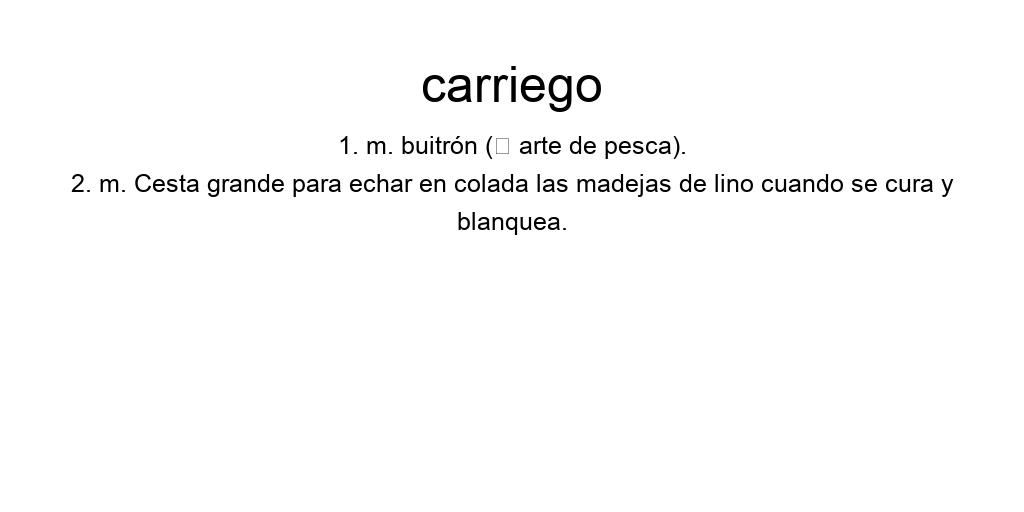 carriego
1. m. buitrón (▯ arte de pesca).
2. m. Cesta grande para echar en colada las madejas de lino cuando se cura y
blanquea.